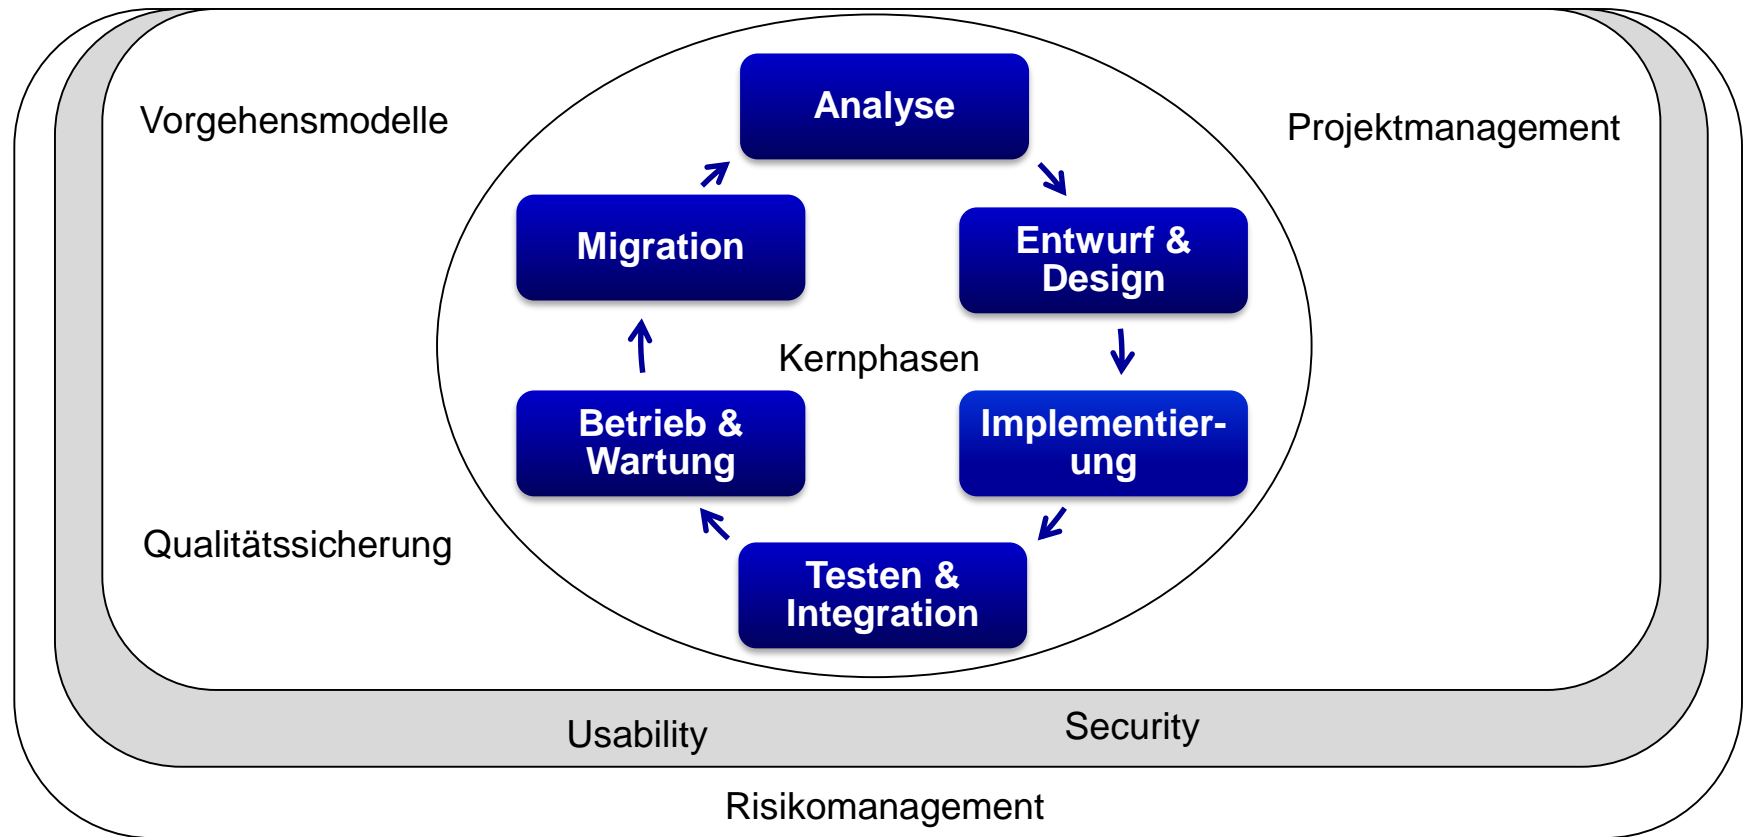 Analyse
Vorgehensmodelle
Projektmanagement
Migration
Entwurf &
Design
Kernphasen
Betrieb &
Wartung
Implementier-
ung
Qualitätssicherung
Testen &
Integration
Usability
Security
Risikomanagement